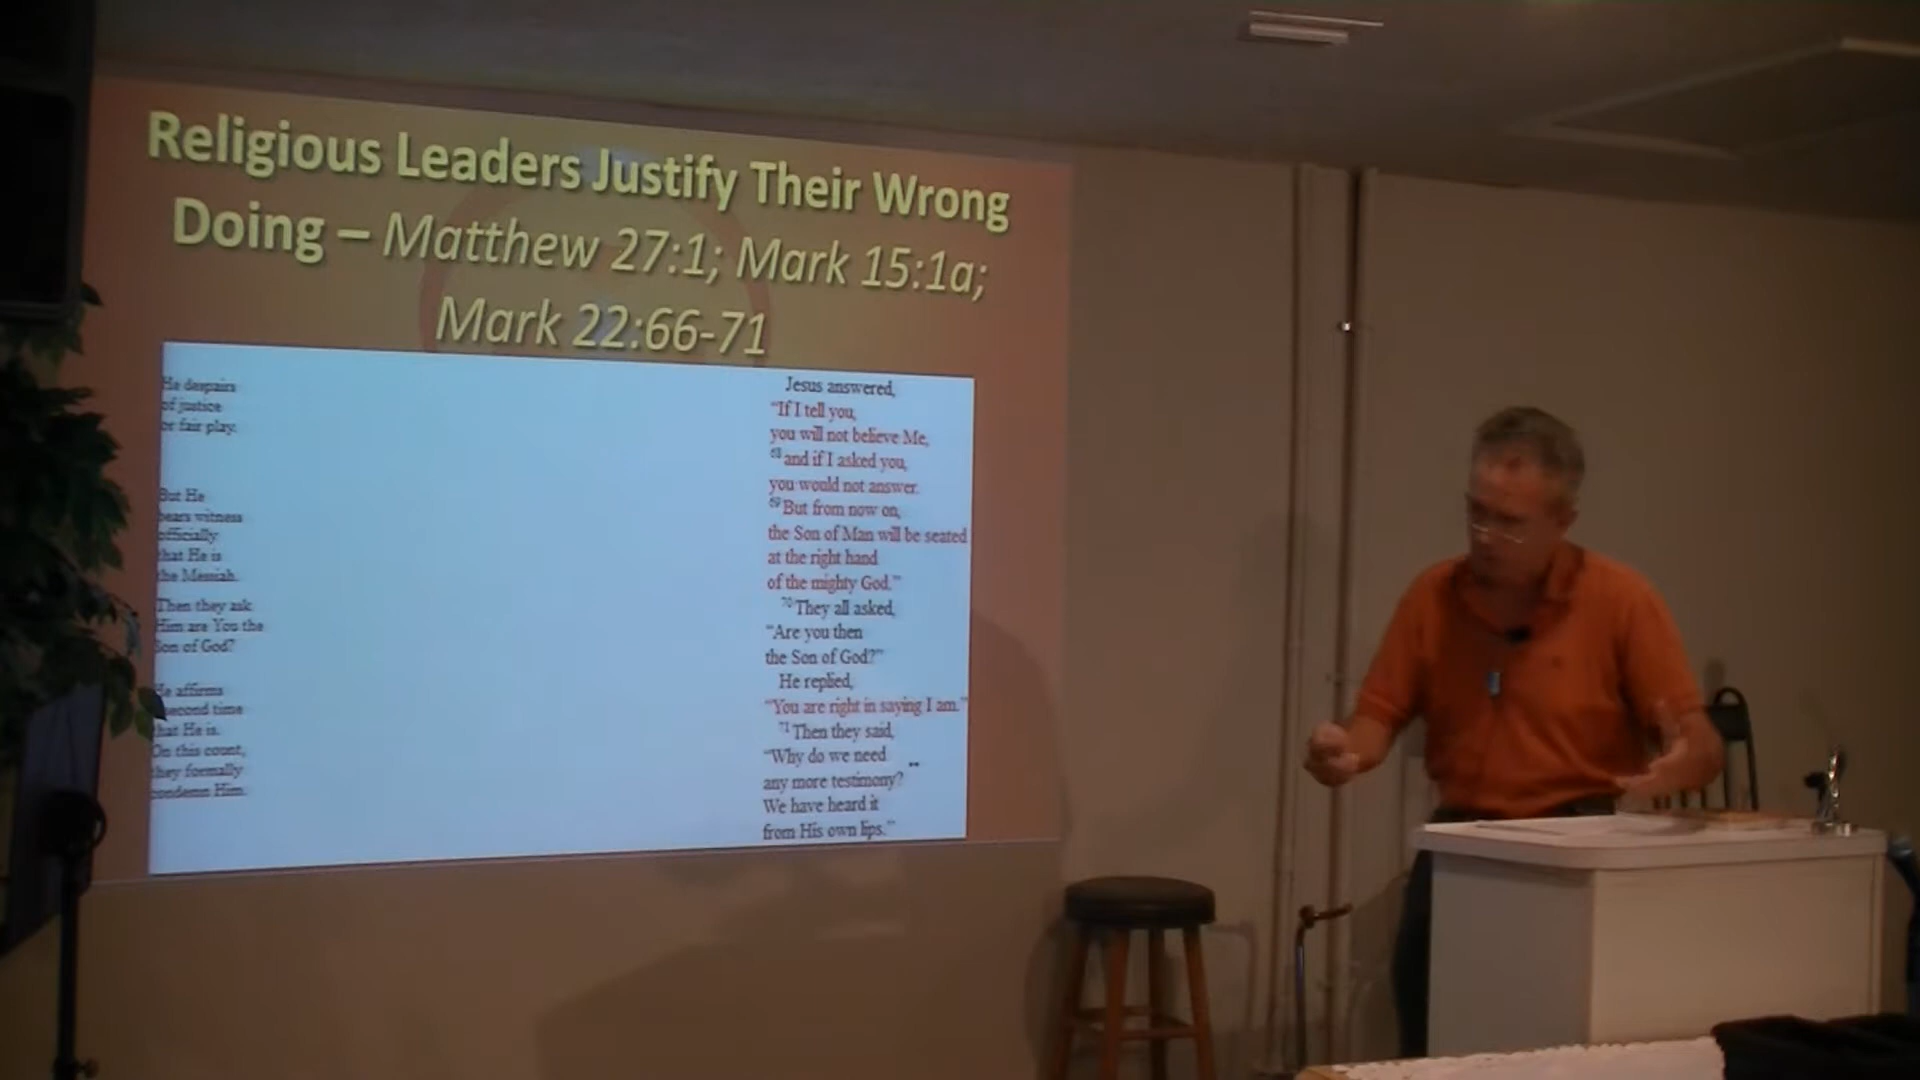 Religious Leaders Justify Their Wrong
Doing – Matthew 27:1; Mark 15:1a;
Mark 22:66-71
He despairs
of justice
or fair play.
But He
bears witness
officially
that He is
the Messiah.
Then they ask
Him are You the
Son of God?
He affirms
second time
that He is.
On this count,
they formally
condemn Him.
Jesus answered,
"If I tell you,
you will not believe Me,
68 and if I asked you,
you would not answer.
69 But from now on,
the Son of Man will be seated
at the right hand
of the mighty God."
70 They all asked,
"Are you then
the Son of God?"
He replied,
"You are right in saying I am."
71 Then they said,
"Why do we need
any more testimony?
We have heard it
from His own lips."